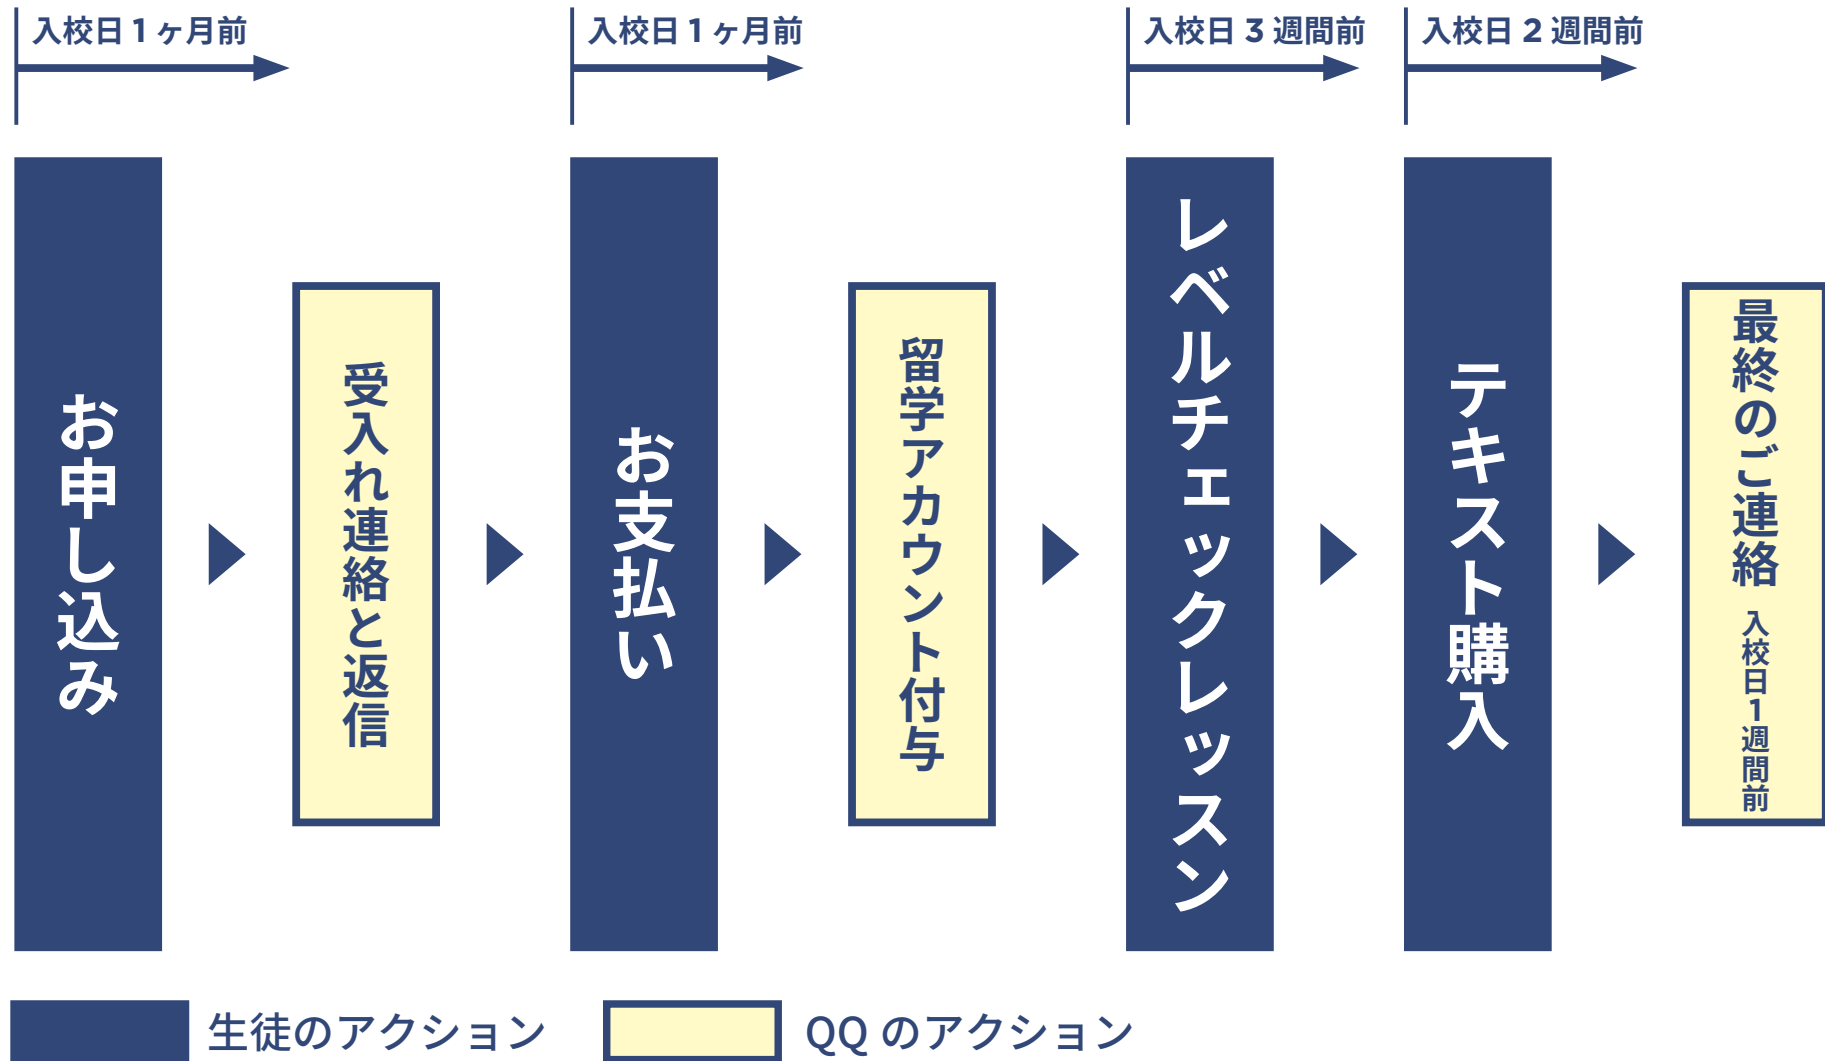 入校日 1 ヶ月前
入校日 1 ヶ月前
入校日 3 週間前
入校日 2 週間前
お申し込み
受入れ連絡と返信
お支払い
留学アカウント付与
レベルチェックレッスン
テキスト購入
最終のご連絡 入校日1週間前
生徒のアクション
QQ のアクション